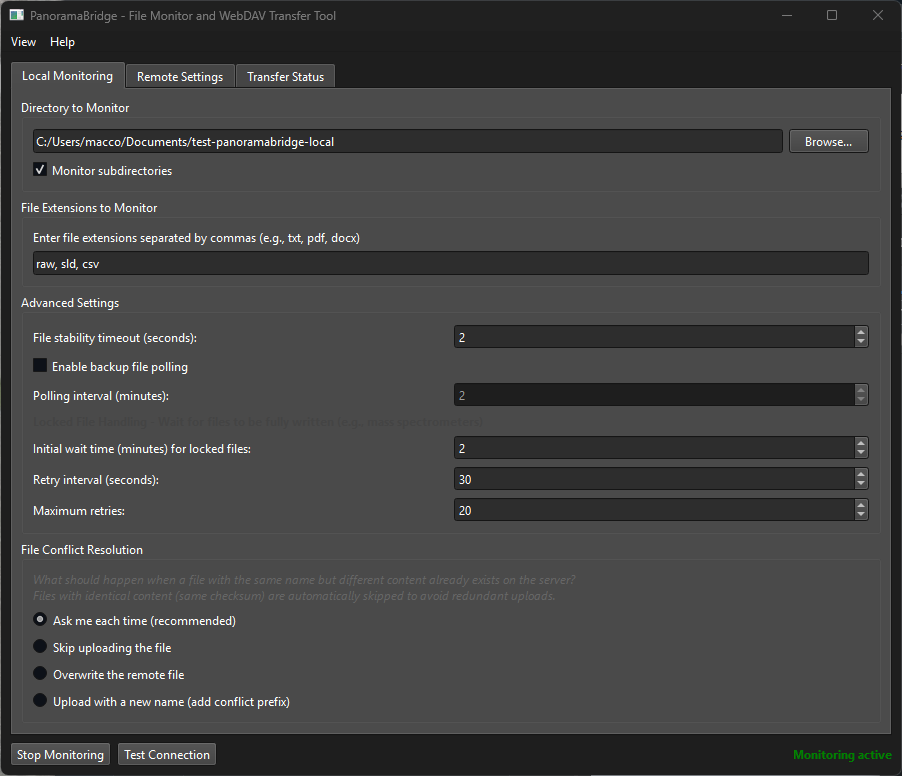 PanoramaBridge - File Monitor and WebDAV Transfer Tool
View Help
Local Monitoring Remote Settings Transfer Status
Directory to Monitor
C:/Users/macco/Documents/test-panoramabridge-local Browse...
Monitor subdirectories
File Extensions to Monitor
Enter file extensions separated by commas (e.g., txt, pdf, docx)
raw, sld, csv
Advanced Settings
File stability timeout (seconds): 2
Enable backup file polling
Polling interval (minutes): 2
Locked File Handling - Wait for files to be fully written (e.g., mass spectrometers)
Initial wait time (minutes) for locked files: 2
Retry interval (seconds): 30
Maximum retries: 20
File Conflict Resolution
What should happen when a file with the same name but different content already exists on the server?
Files with identical content (same checksum) are automatically skipped to avoid redundant uploads.
Ask me each time (recommended)
Skip uploading the file
Overwrite the remote file
Upload with a new name (add conflict prefix)
Stop Monitoring Test Connection Monitoring active